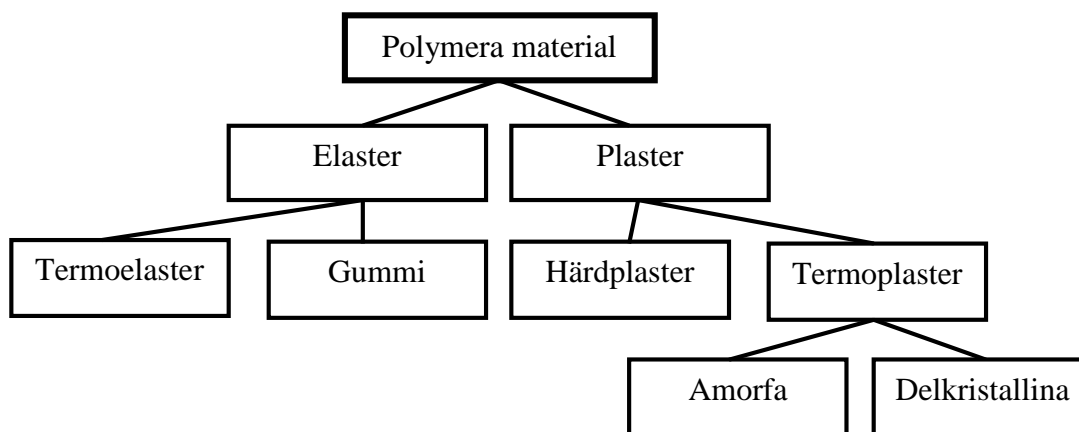 Polymera material
Elaster
Plaster
Termoelaster
Gummi
Härdplaster
Termoplaster
Amorfa
Delkristallina